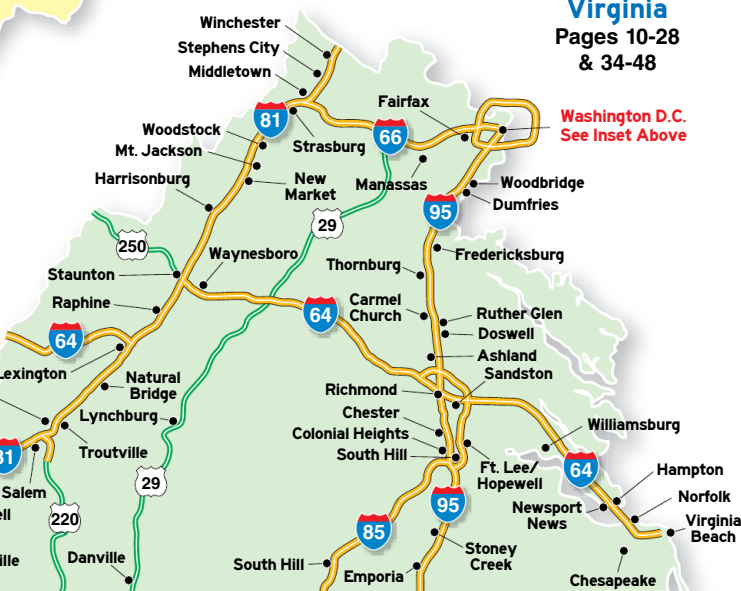 Virginia
Pages 10-28
& 34-48
Winchester
Stephens City
Middletown
Fairfax
81
66
Washington D.C.
See Inset Above
Woodstock
Strasburg
Mt. Jackson
Harrisonburg
New
Market
Manassas
Woodbridge
Dumfries
95
29
250
Waynesboro
Fredericksburg
Staunton
Thornburg
Raphine
64
Carmel
Church
Ruther Glen
Doswell
64
Ashland
Lexington
Sandston
Natural
Bridge
Richmond
Lynchburg
Chester
Williamsburg
Colonial Heights
Troutville
South Hill
81
Ft. Lee/
Hopewell
64
Hampton
Salem
29
95
Newsport
News
Norfolk
ell
220
85
Virginia
Beach
Stoney
Creek
ille
Danville
South Hill
Emporia
Chesapeake